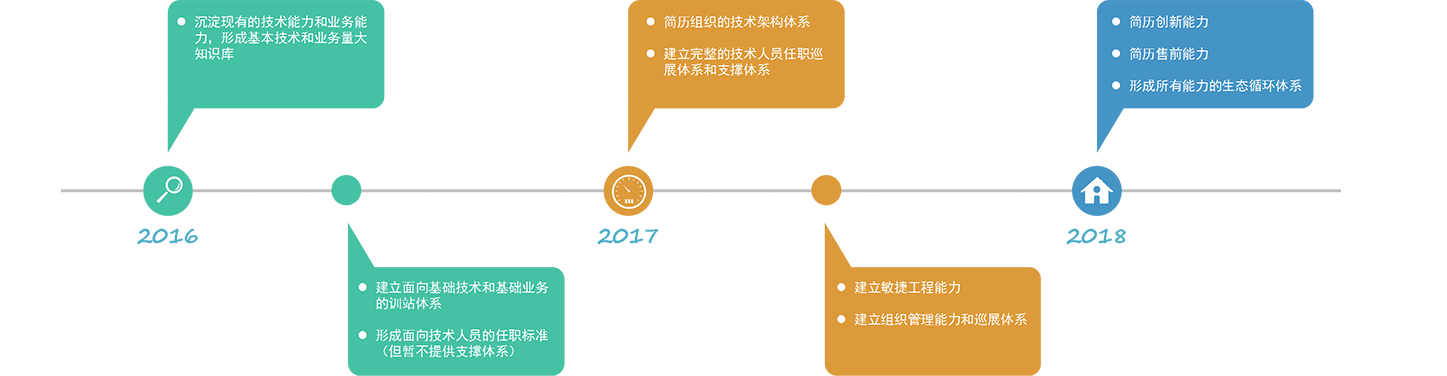 沉淀现有的技术能力和业务能
力，形成基本技术和业务量大
知识库
简历组织的技术架构体系
建立完整的技术人员任职巡
展体系和支撑体系
简历创新能力
简历售前能力
形成所有能力的生态循环体系
2016
2017
2018
建立面向基础技术和基础业务
的训站体系
形成面向技术人员的任职标准
（但暂不提供支撑体系）
建立敏捷工程能力
建立组织管理能力和巡展体系